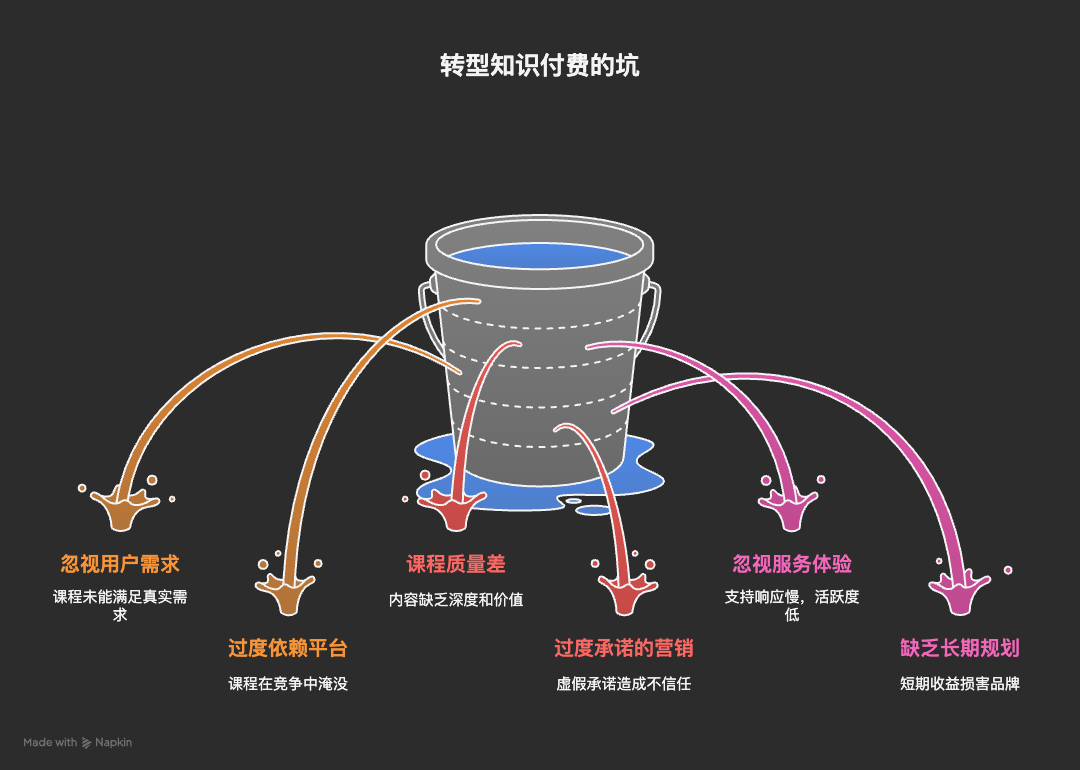 转型知识付费的坑
忽视用户需求
课程未能满足真实需
求
过度依赖平台
课程在竞争中淹没
课程质量差
内容缺乏深度和价值
过度承诺的营销
虚假承诺造成不信任
忽视服务体验
支持响应慢，活跃度
低
缺乏长期规划
短期收益损害品牌
Made with Napkin